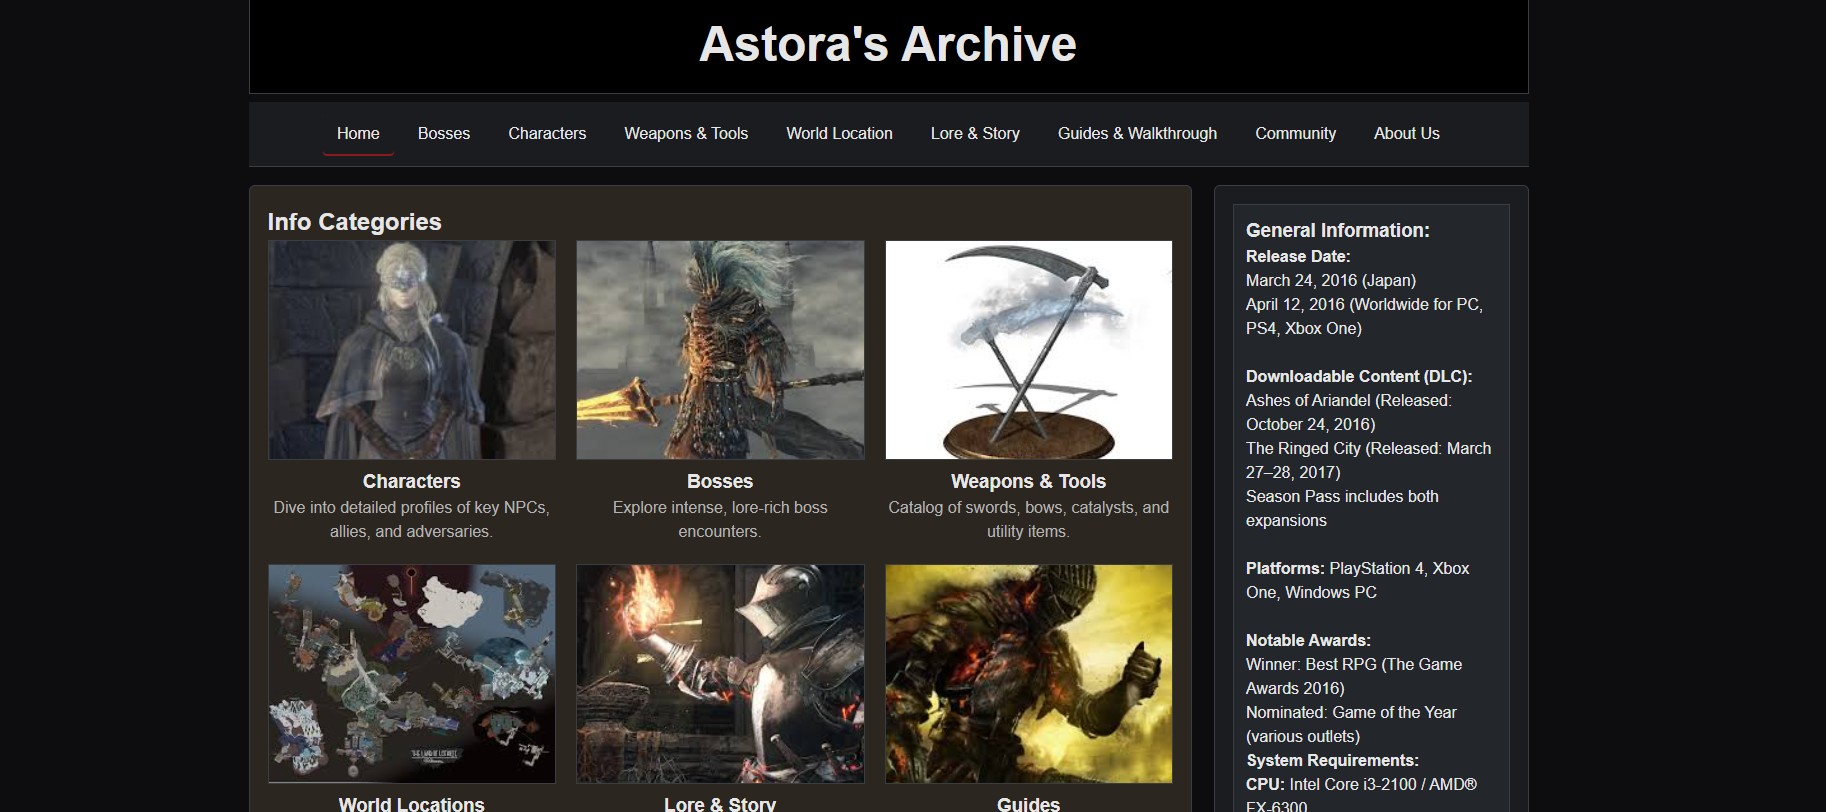 Astora's Archive
Home Bosses Characters Weapons & Tools World Location Lore & Story Guides & Walkthrough Community About Us
Info Categories
Characters
Dive into detailed profiles of key NPCs,
allies, and adversaries.
Bosses
Explore intense, lore-rich boss
encounters.
Weapons & Tools
Catalog of swords, bows, catalysts, and
utility items.
World Locations
Lore & Story
Guides
General Information:
Release Date:
March 24, 2016 (Japan)
April 12, 2016 (Worldwide for PC,
PS4, Xbox One)
Downloadable Content (DLC):
Ashes of Ariandel (Released:
October 24, 2016)
The Ringed City (Released: March
27–28, 2017)
Season Pass includes both
expansions
Platforms: PlayStation 4, Xbox
One, Windows PC
Notable Awards:
Winner: Best RPG (The Game
Awards 2016)
Nominated: Game of the Year
(various outlets)
System Requirements:
CPU: Intel Core i3-2100 / AMD®
FX-6300